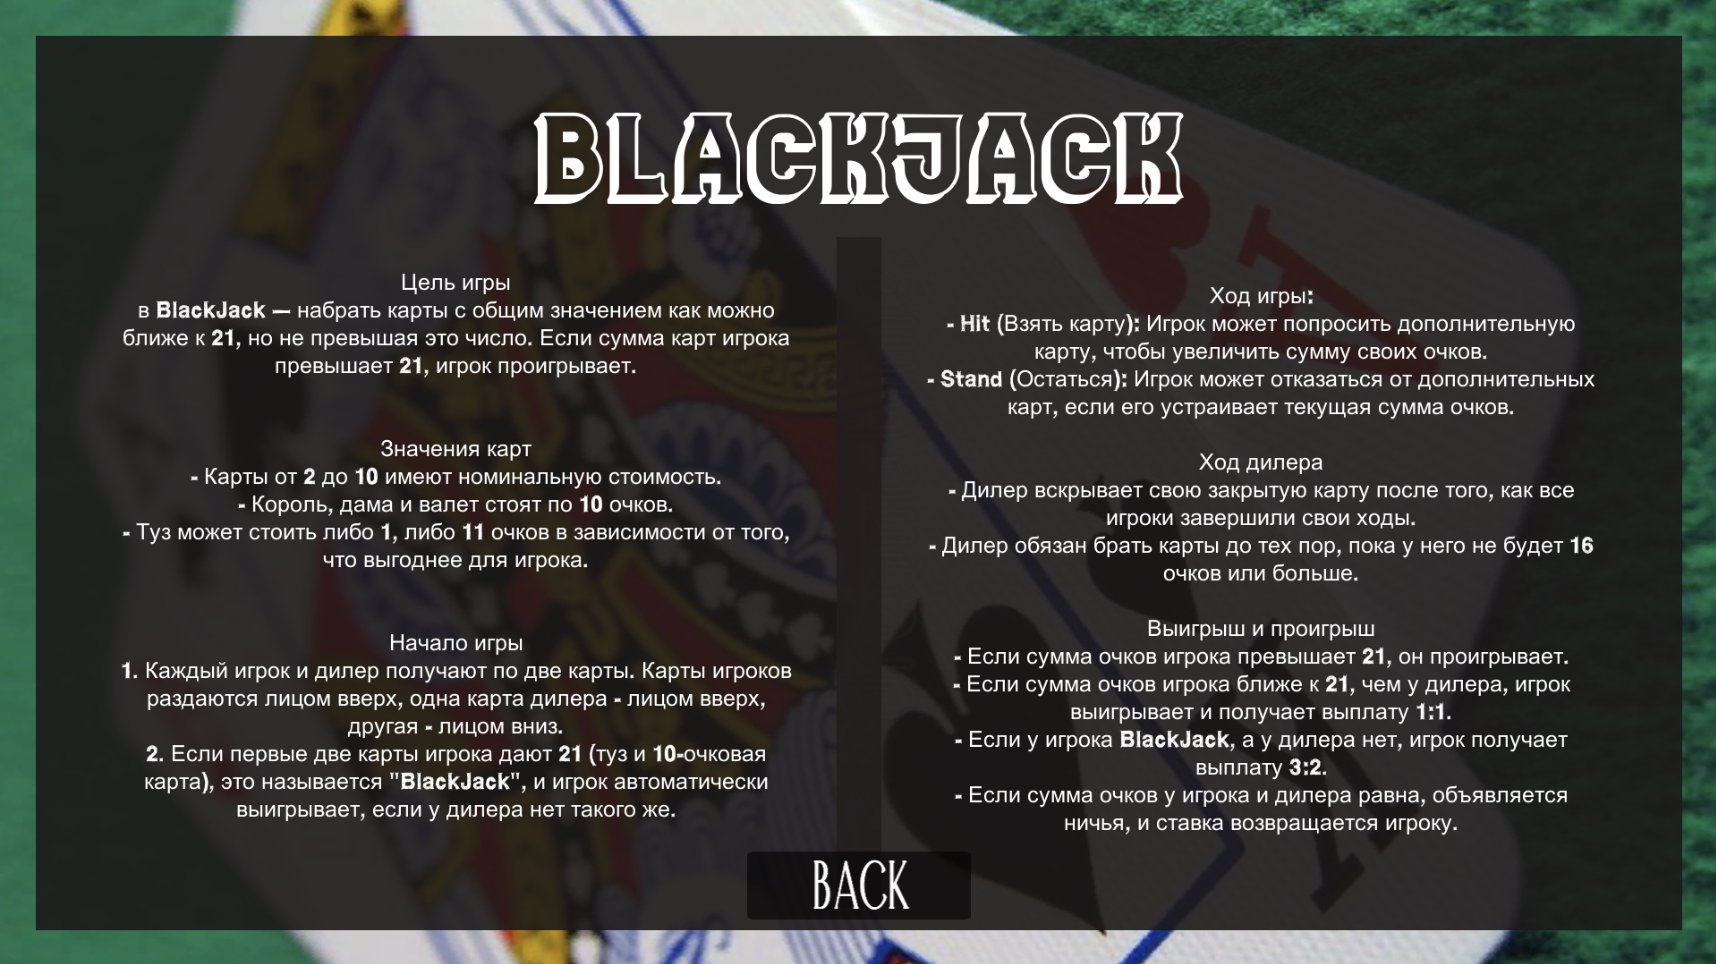 BLACKJACK
Цель игры
в BlackJack — набрать карты с общим значением как можно
ближе к 21, но не превышая это число. Если сумма карт игрока
превышает 21, игрок проигрывает.
Значения карт
- Карты от 2 до 10 имеют номинальную стоимость.
- Король, дама и валет стоят по 10 очков.
- Туз может стоить либо 1, либо 11 очков в зависимости от того,
что выгоднее для игрока.
Начало игры
1. Каждый игрок и дилер получают по две карты. Карты игроков
раздаются лицом вверх, одна карта дилера - лицом вверх,
другая - лицом вниз.
2. Если первые две карты игрока дают 21 (туз и 10-очковая
карта), это называется "BlackJack", и игрок автоматически
выигрывает, если у дилера нет такого же.
Ход игры:
- Hit (Взять карту): Игрок может попросить дополнительную
карту, чтобы увеличить сумму своих очков.
- Stand (Остаться): Игрок может отказаться от дополнительных
карт, если его устраивает текущая сумма очков.
Ход дилера
- Дилер вскрывает свою закрытую карту после того, как все
игроки завершили свои ходы.
- Дилер обязан брать карты до тех пор, пока у него не будет 16
очков или больше.
Выигрыш и проигрыш
- Если сумма очков игрока превышает 21, он проигрывает.
- Если сумма очков игрока ближе к 21, чем у дилера, игрок
выигрывает и получает выплату 1:1.
- Если у игрока BlackJack, а у дилера нет, игрок получает
выплату 3:2.
- Если сумма очков у игрока и дилера равна, объявляется
ничья, и ставка возвращается игроку.
BACK